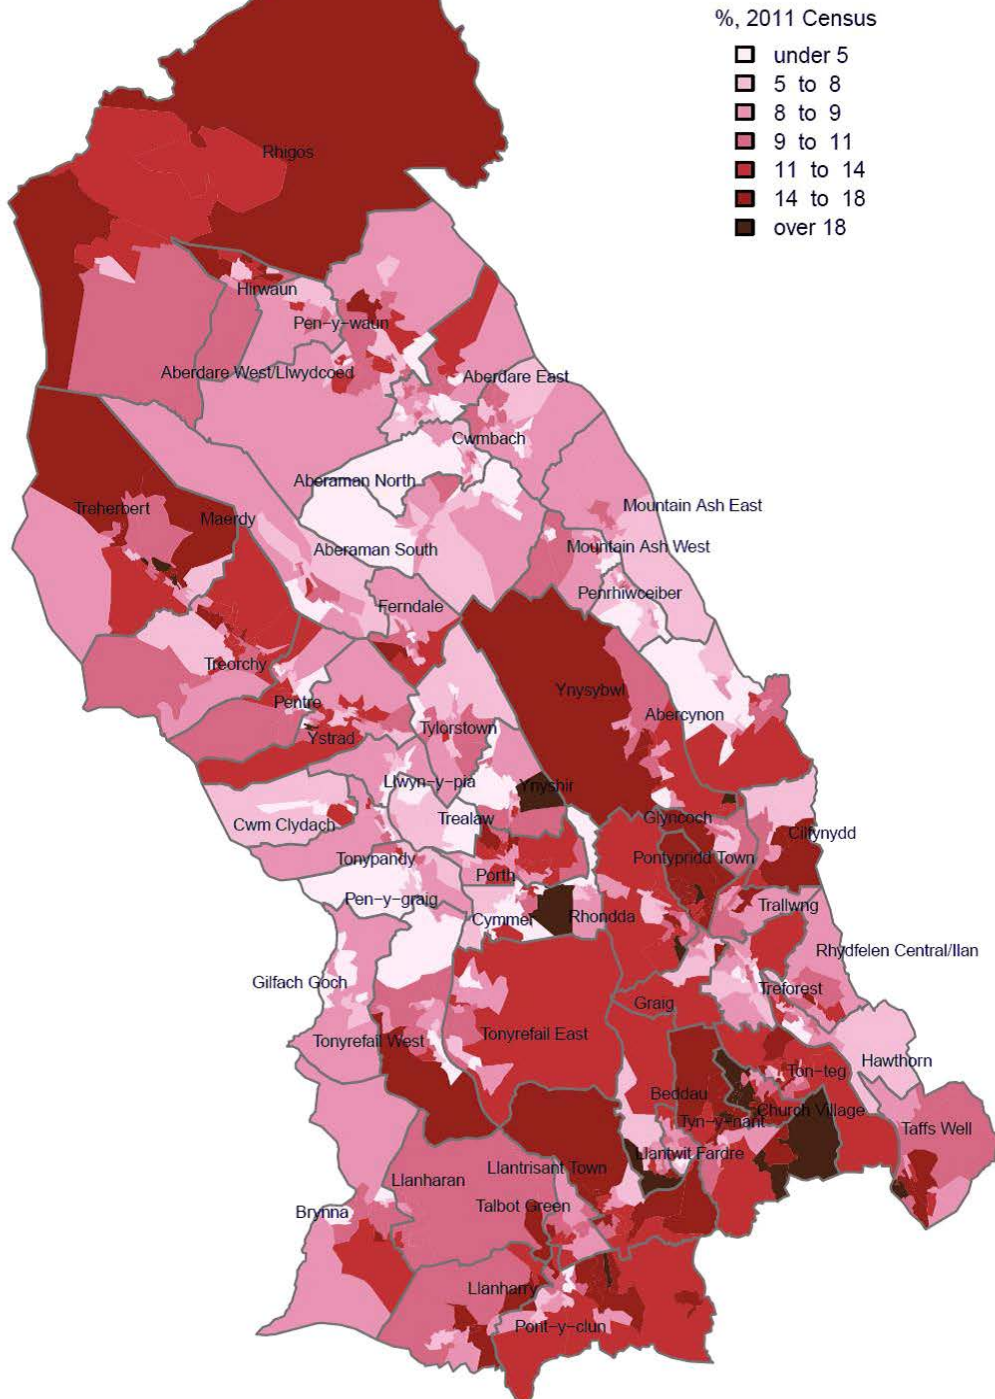 %, 2011 Census
under 5
5 to 8
8 to 9
9 to 11
11 to 14
14 to 18
over 18
Rhigos
Hirwaun
Pen-y-waun
Aberdare West/Llwydcoed
Aberdare East
Cwmbach
Aberaman North
Mountain Ash East
Treherbert
Maerdy
Aberaman South
Mountain Ash West
Penrhiwceiber
Ferndale
Treorchy
Ynysybwl
Pentre
Abercynon
Ystrad
Tylorstown
Llwyn-y-pia
Ynyshir
Cwm Clydach
Trealaw
Glyncoch
Cilfynydd
Tonypandy
Pontypridd Town
Porth
Pen-y-graig
Trallwng
Cymmer
Rhondda
Rhydfelen Central/Ilan
Gilfach Goch
Treforest
Graig
Tonyrefail West
Tonyrefail East
Hawthorn
Ton-teg
Beddau
Church Village
Tyn-y-nant
Taffs Well
Llantwit Fardre
Llantrisant Town
Llanharan
Talbot Green
Brynna
Llanharry
Pont-y-clun